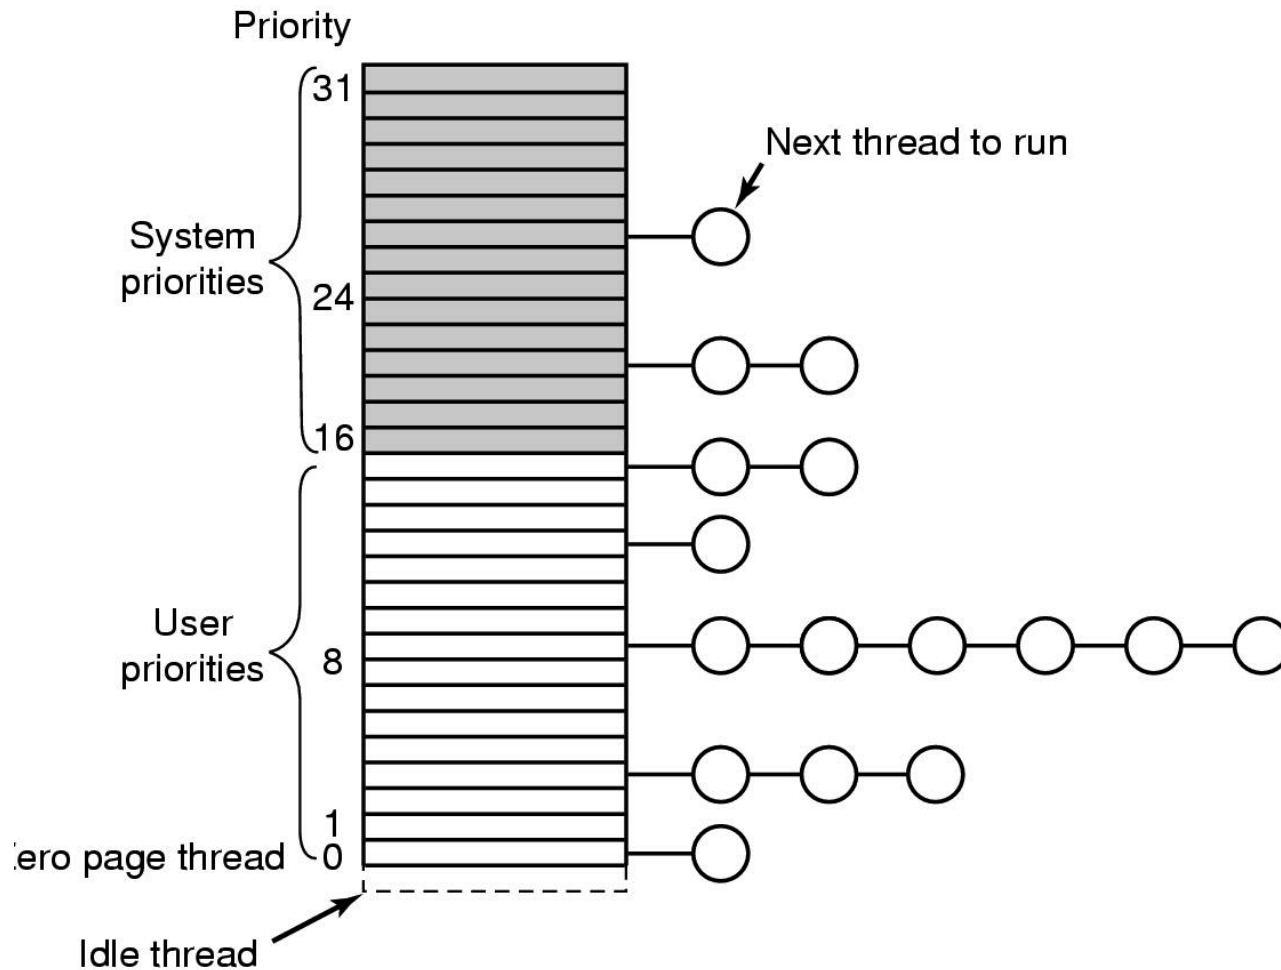 Priority
31
Next thread to run
System
priorities
24
16
User
priorities
8
1
page thread 0
Idle thread